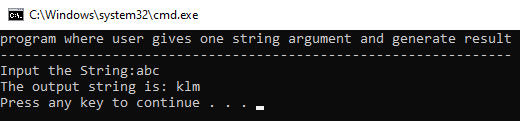 C:\Windows\system32\cmd.exe
program where user gives one string argument and generate result
----------------------------------------------------------------
Input the String:abc
The output string is: klm
Press any key to continue . . .